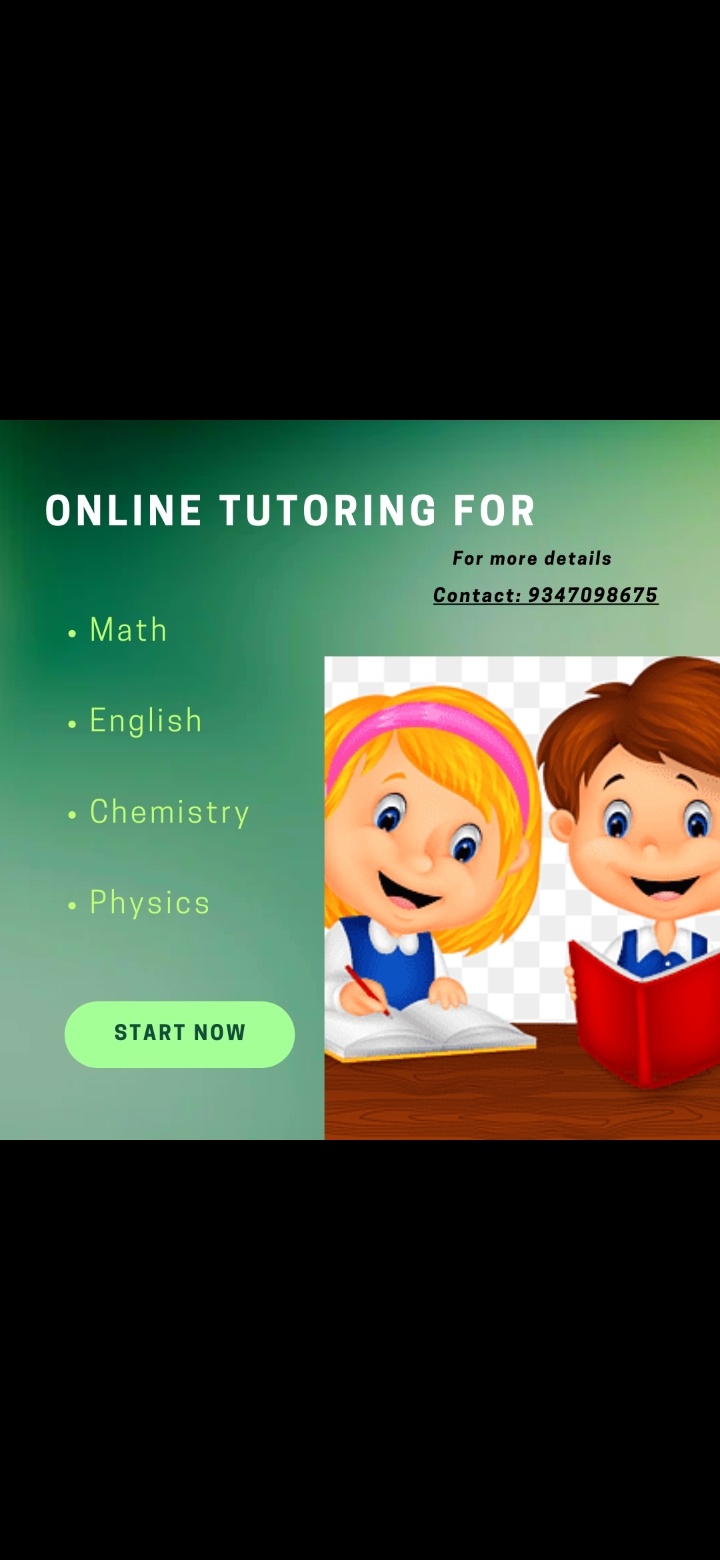 ONLINE TUTORING FOR
For more details
Contact: 9347098675
• Math
• English
• Chemistry
• Physics
START NOW